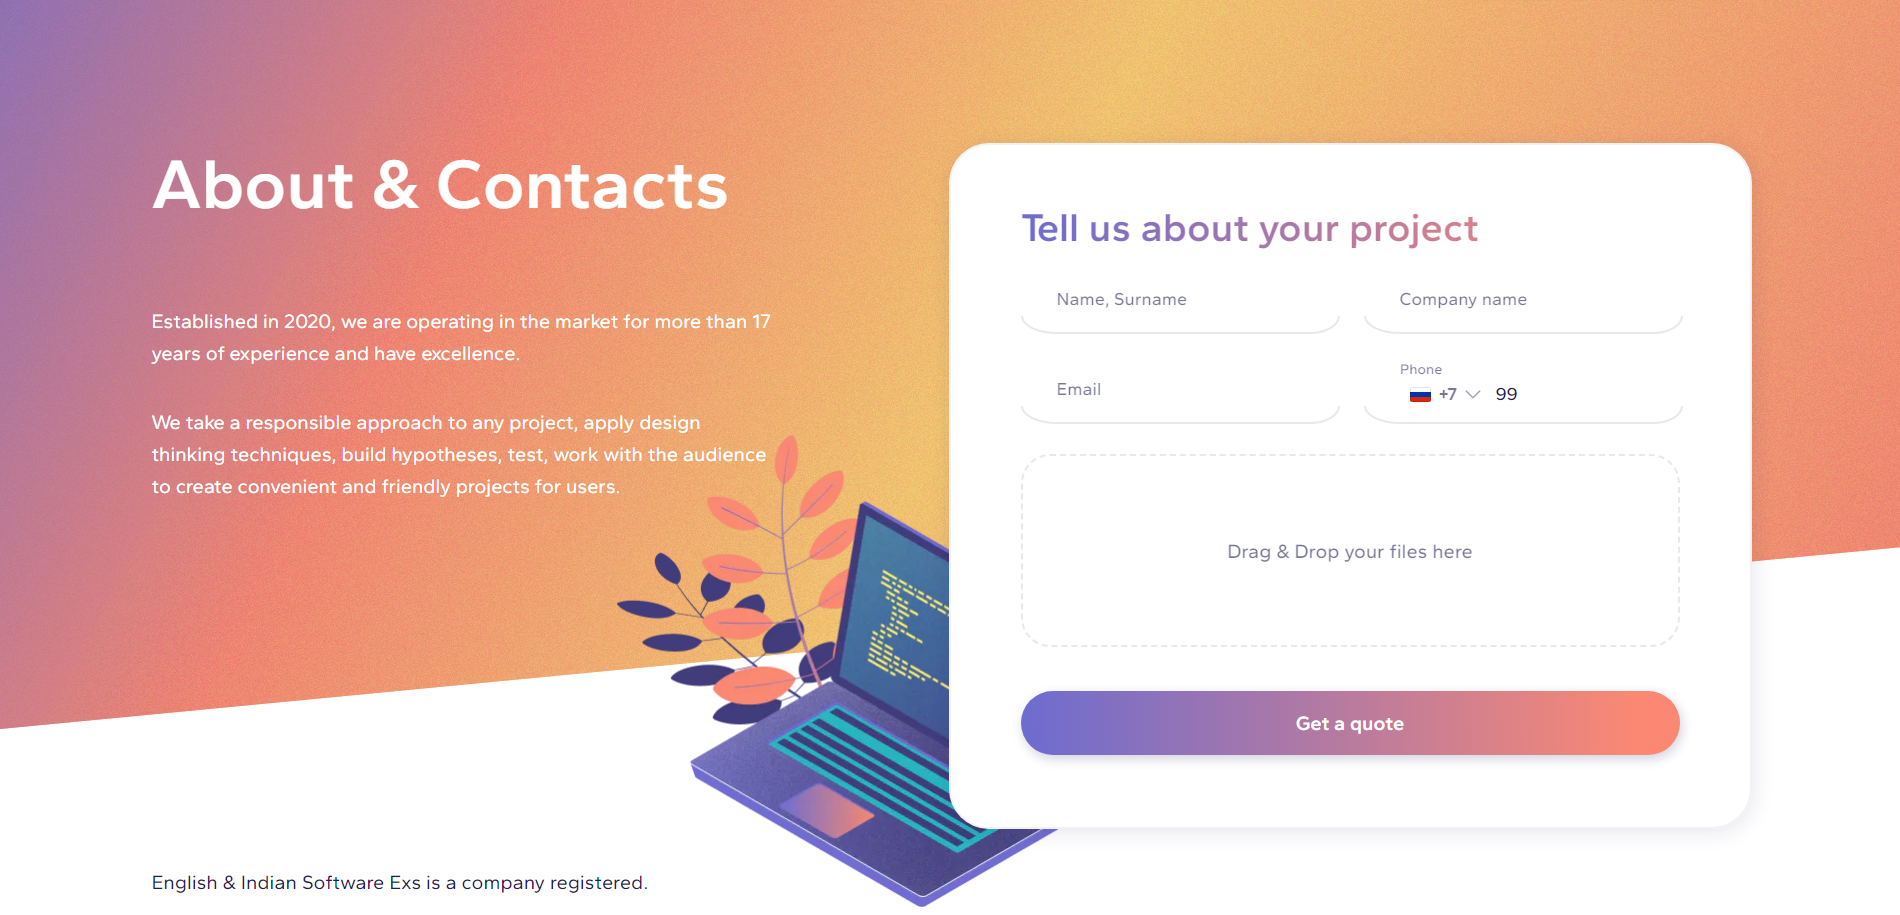 About & Contacts
Established in 2020, we are operating in the market for more than 17
years of experience and have excellence.
We take a responsible approach to any project, apply design
thinking techniques, build hypotheses, test, work with the audience
to create convenient and friendly projects for users.
English & Indian Software Exs is a company registered.
Tell us about your project
Name, Surname
Company name
Email
Phone
+7 99
Drag & Drop your files here
Get a quote